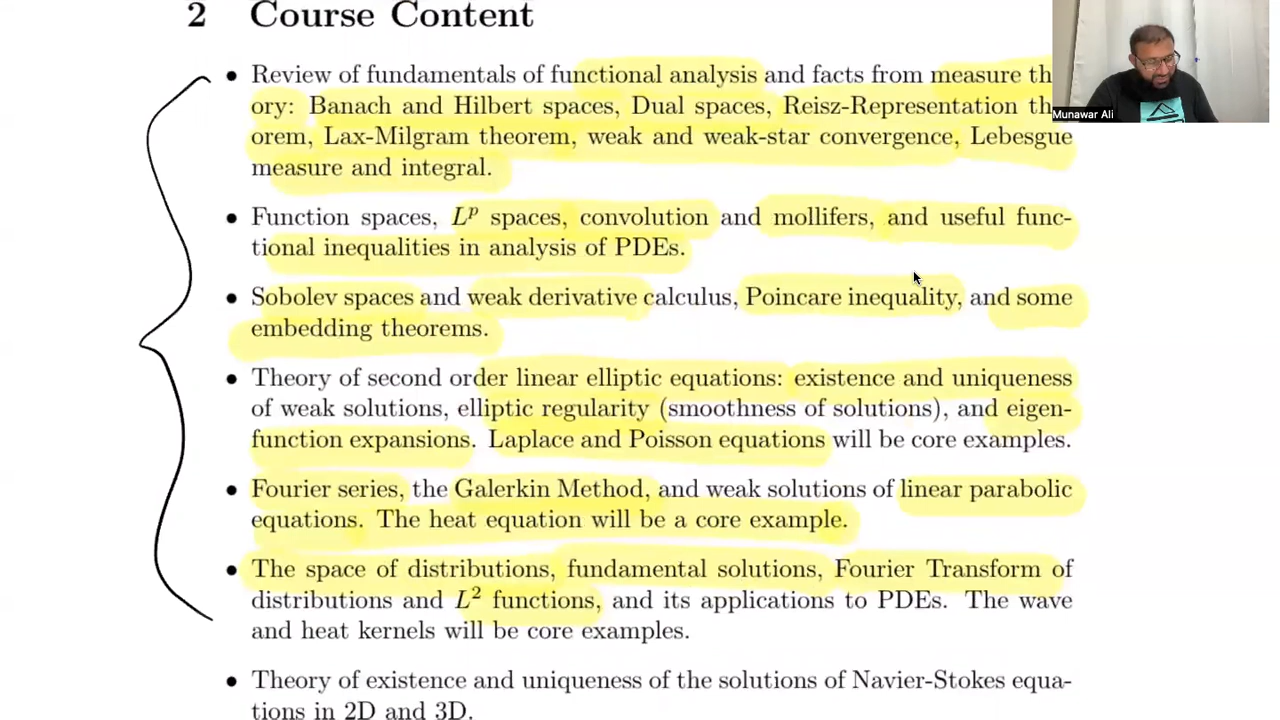 2 Course Content
• Review of fundamentals of functional analysis and facts from measure th
ory: Banach and Hilbert spaces, Dual spaces, Reisz-Representation th
orem, Lax-Milgram theorem, weak and weak-star convergence, Lebesgue
measure and integral.
• Function spaces, Lᵖ spaces, convolution and mollifers, and useful func-
tional inequalities in analysis of PDEs.
• Sobolev spaces and weak derivative calculus, Poincare inequality, and some
embedding theorems.
• Theory of second order linear elliptic equations: existence and uniqueness
of weak solutions, elliptic regularity (smoothness of solutions), and eigen-
function expansions. Laplace and Poisson equations will be core examples.
• Fourier series, the Galerkin Method, and weak solutions of linear parabolic
equations. The heat equation will be a core example.
• The space of distributions, fundamental solutions, Fourier Transform of
distributions and L² functions, and its applications to PDEs. The wave
and heat kernels will be core examples.
• Theory of existence and uniqueness of the solutions of Navier-Stokes equa-
tions in 2D and 3D.
Munawar Ali